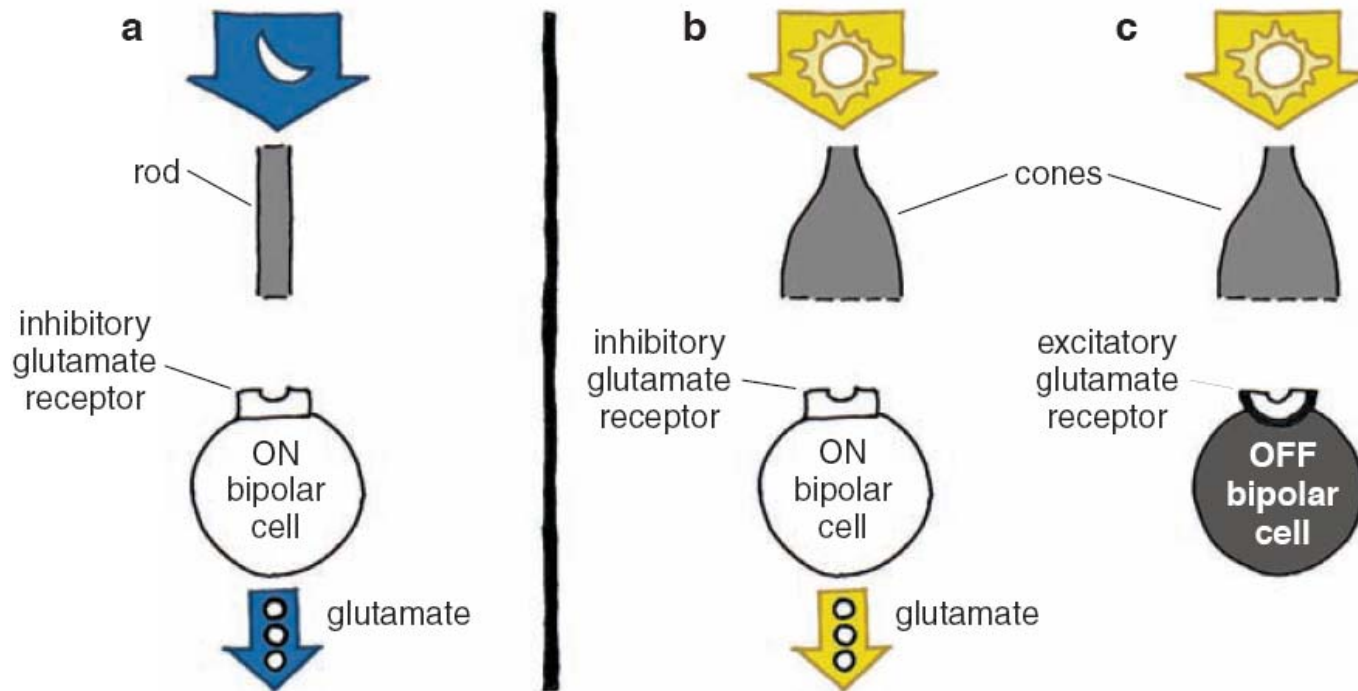 a
b
c
rod
cones
inhibitory
glutamate
receptor
inhibitory
glutamate
receptor
excitatory
glutamate
receptor
ON
bipolar
cell
ON
bipolar
cell
OFF
bipolar
cell
glutamate
glutamate